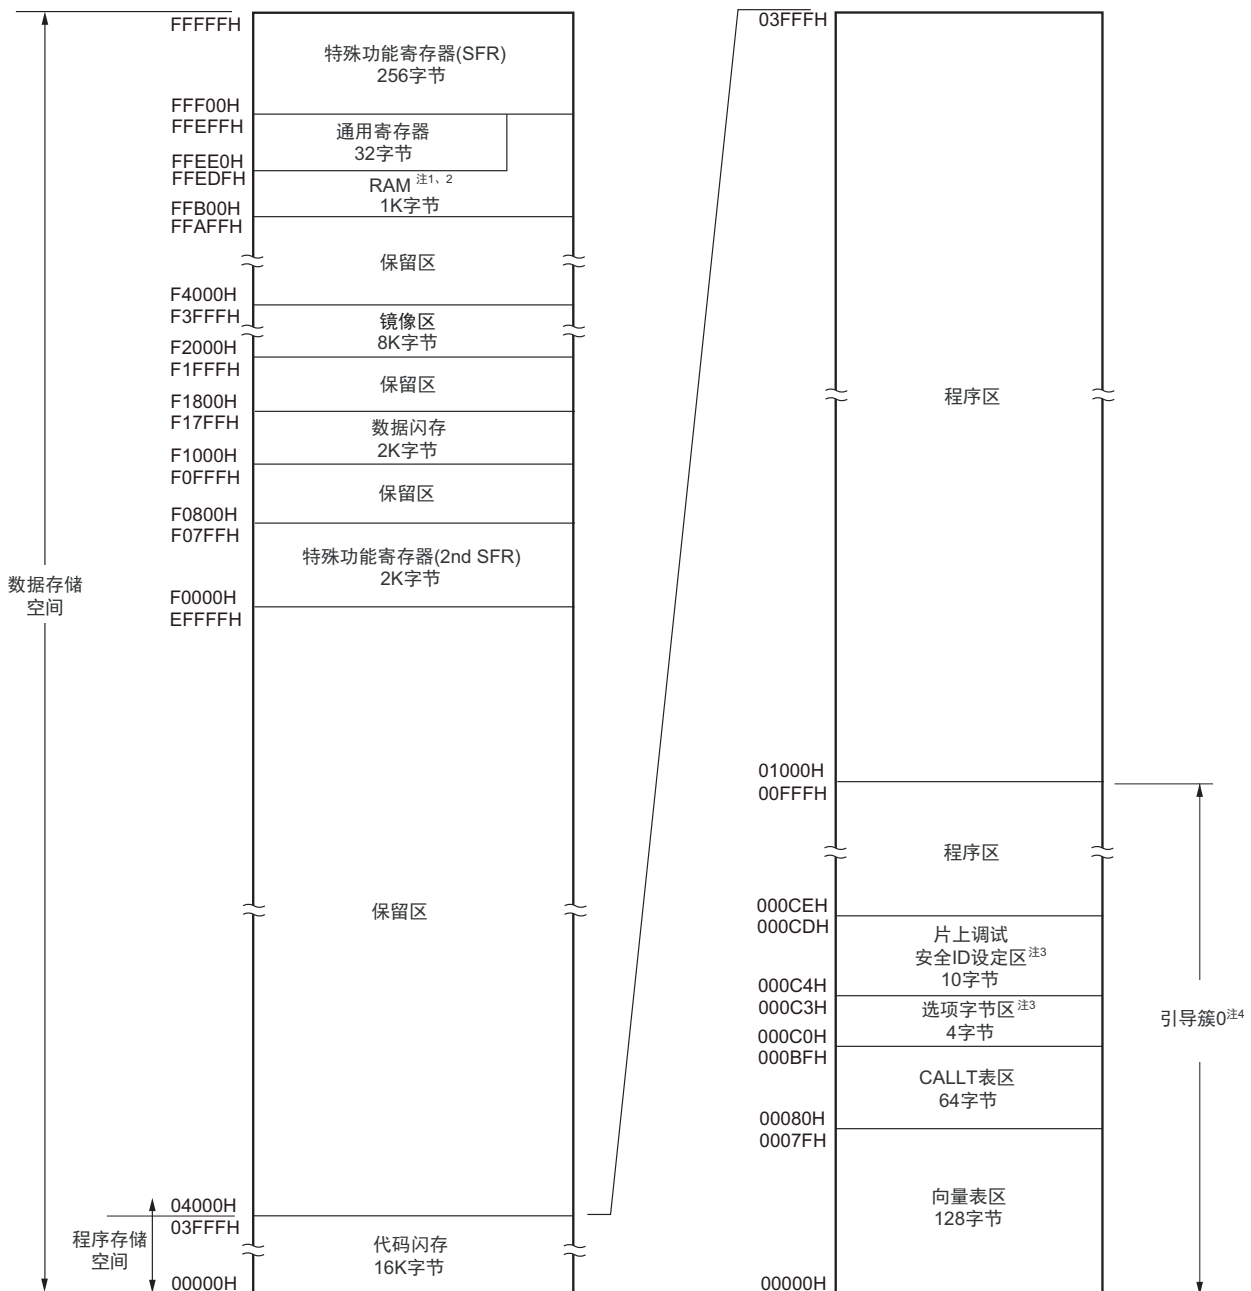 FFFFFH
特殊功能寄存器(SFR)
256字节
FFF00H
FFEFFH
通用寄存器
32字节
FFEE0H
FFEDFH
RAM 注1、2
1K字节
FFB00H
FFAFFH
保留区
F4000H
F3FFFH
镜像区
8K字节
F2000H
F1FFFH
保留区
F1800H
F17FFH
数据闪存
2K字节
F1000H
F0FFFH
保留区
F0800H
F07FFH
特殊功能寄存器(2nd SFR)
2K字节
F0000H
EFFFFH
数据存储
空间
保留区
04000H
03FFFH
程序存储
空间
代码闪存
16K字节
00000H
03FFFH
程序区
01000H
00FFFH
程序区
000CEH
000CDH
片上调试
安全ID设定区注3
10字节
000C4H
000C3H
选项字节区注3
4字节
000C0H
000BFH
CALLT表区
64字节
00080H
0007FH
向量表区
128字节
00000H
引导簇0注4